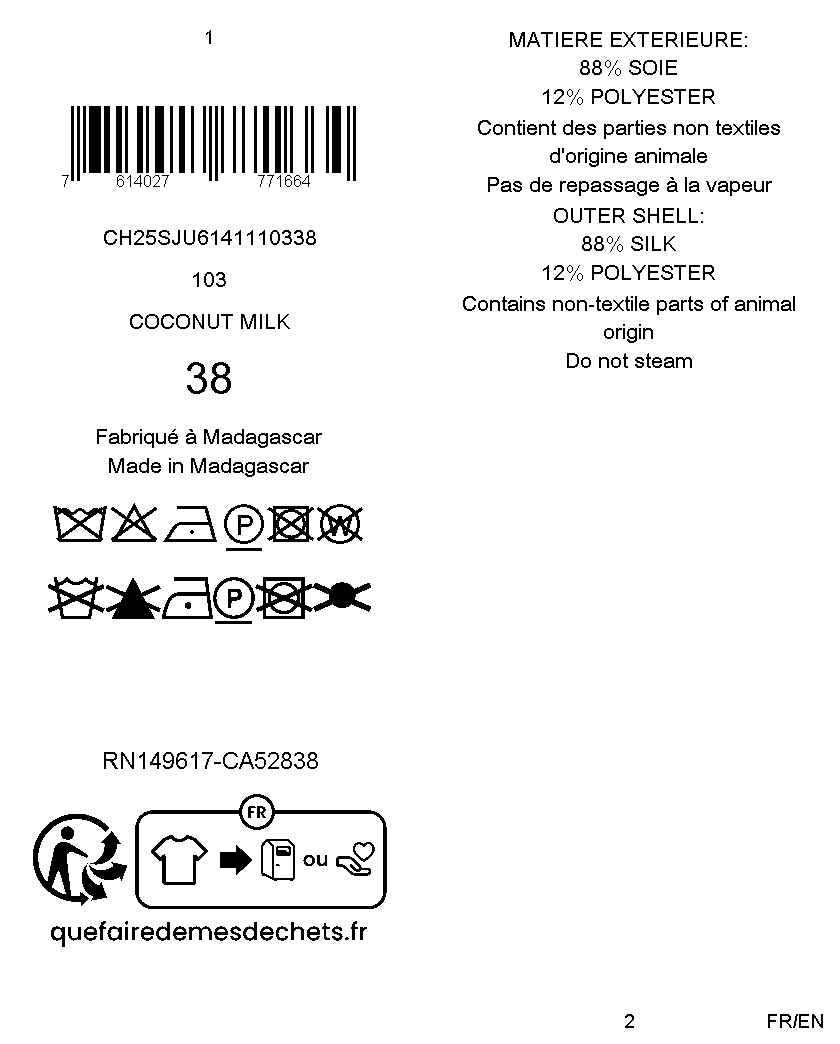 1
7 614027 771664
CH25SJU6141110338
103
COCONUT MILK
38
Fabriqué à Madagascar
Made in Madagascar
P W
P
RN149617-CA52838
FR
ou
quefairedemesdechets.fr
MATIERE EXTERIEURE:
88% SOIE
12% POLYESTER
Contient des parties non textiles
d'origine animale
Pas de repassage à la vapeur
OUTER SHELL:
88% SILK
12% POLYESTER
Contains non-textile parts of animal
origin
Do not steam
2
FR/EN